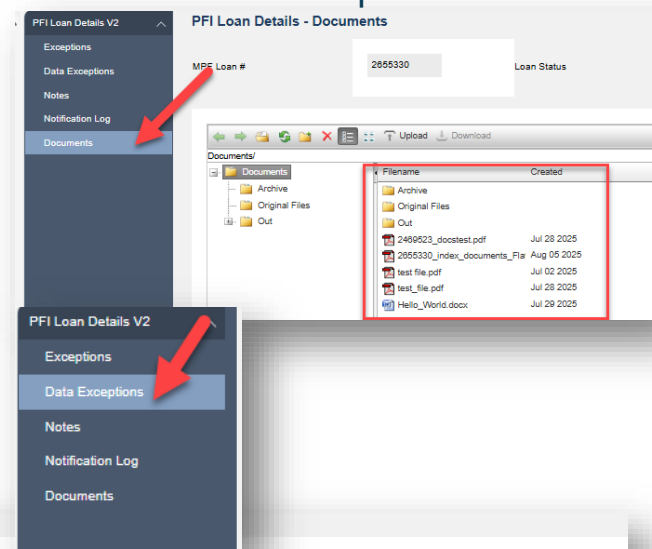 PFI Loan Details V2
PFI Loan Details - Documents
Exceptions
Data Exceptions
Notes
Notification Log
Documents
MPF Loan #
2655330
Loan Status
Upload
Download
Documents/
Documents
Archive
Original Files
Out
Filename Created
Archive
Original Files
Out
2469523_docstest.pdf Jul 28 2025
2655330_index_documents_Fla Aug 05 2025
test file.pdf Jul 02 2025
test_file.pdf Jul 28 2025
Hello_World.docx Jul 29 2025
PFI Loan Details V2
Exceptions
Data Exceptions
Notes
Notification Log
Documents